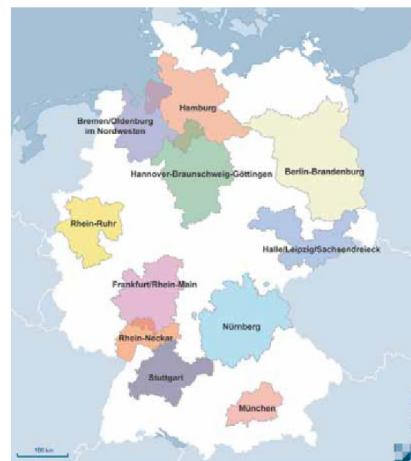 Hamburg
Bremen/Oldenburg
im Nordwesten
Berlin-Brandenburg
Hannover-Braunschweig-Göttingen
Rhein-Ruhr
Halle/Leipzig/Sachsendreieck
Frankfurt/Rhein-Main
Nürnberg
Rhein-Neckar
Stuttgart
München
100 km